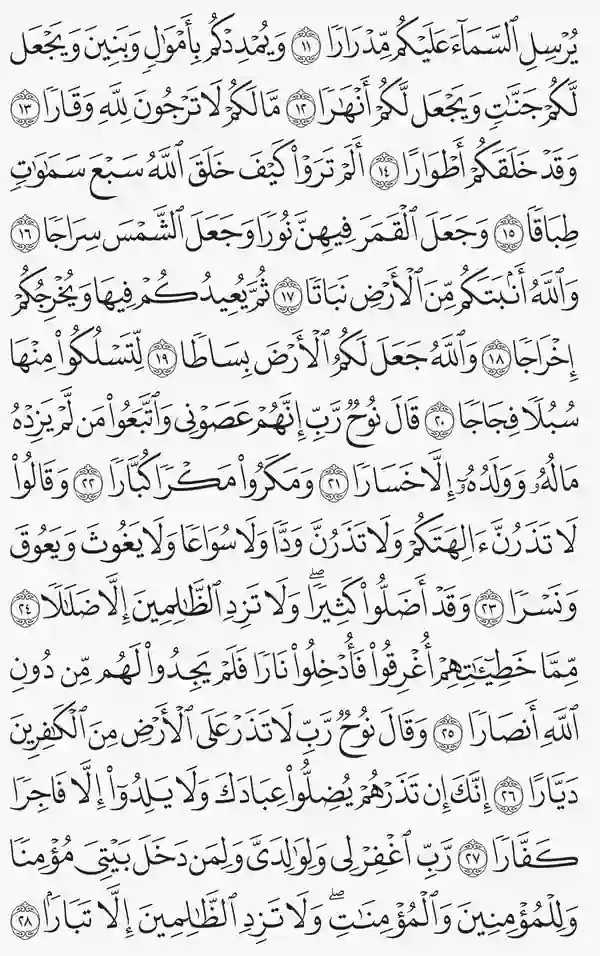 يُرْسِلِ ٱلسَّمَآءَ عَلَيْكُم مِّدْرَارًا ١١ وَيُمْدِدْكُم بِأَمْوَٰلٍ وَبَنِينَ وَيَجْعَل
لَّكُمْ جَنَّـٰتٍ وَيَجْعَل لَّكُمْ أَنْهَـٰرًا ١٢ مَّا لَكُمْ لَا تَرْجُونَ لِلَّهِ وَقَارًا ١٣
وَقَدْ خَلَقَكُمْ أَطْوَارًا ١٤ أَلَمْ تَرَوْا۟ كَيْفَ خَلَقَ ٱللَّهُ سَبْعَ سَمَـٰوَٰتٍ
طِبَاقًا ١٥ وَجَعَلَ ٱلْقَمَرَ فِيهِنَّ نُورًا وَجَعَلَ ٱلشَّمْسَ سِرَاجًا ١٦
وَٱللَّهُ أَنۢبَتَكُم مِّنَ ٱلْأَرْضِ نَبَاتًا ١٧ ثُمَّ يُعِيدُكُمْ فِيهَا وَيُخْرِجُكُمْ
إِخْرَاجًا ١٨ وَٱللَّهُ جَعَلَ لَكُمُ ٱلْأَرْضَ بِسَاطًا ١٩ لِّتَسْلُكُوا۟ مِنْهَا
سُبُلًا فِجَاجًا ٢٠ قَالَ نُوحٌ رَّبِّ إِنَّهُمْ عَصَوْنِى وَٱتَّبَعُوا۟ مَن لَّمْ يَزِدْهُ
مَالُهُۥ وَوَلَدُهُۥٓ إِلَّا خَسَارًا ٢١ وَمَكَرُوا۟ مَكْرًا كُبَّارًا ٢٢ وَقَالُوا۟
لَا تَذَرُنَّ ءَالِهَتَكُمْ وَلَا تَذَرُنَّ وَدًّا وَلَا سُوَاعًا وَلَا يَغُوثَ وَيَعُوقَ
وَنَسْرًا ٢٣ وَقَدْ أَضَلُّوا۟ كَثِيرًا ۖ وَلَا تَزِدِ ٱلظَّـٰلِمِينَ إِلَّا ضَلَـٰلًا ٢٤
مِّمَّا خَطِيٓـَٔـٰتِهِمْ أُغْرِقُوا۟ فَأُدْخِلُوا۟ نَارًا فَلَمْ يَجِدُوا۟ لَهُم مِّن دُونِ
ٱللَّهِ أَنصَارًا ٢٥ وَقَالَ نُوحٌ رَّبِّ لَا تَذَرْ عَلَى ٱلْأَرْضِ مِنَ ٱلْكَـٰفِرِينَ
دَيَّارًا ٢٦ إِنَّكَ إِن تَذَرْهُمْ يُضِلُّوا۟ عِبَادَكَ وَلَا يَلِدُوٓا۟ إِلَّا فَاجِرًا
كَفَّارًا ٢٧ رَّبِّ ٱغْفِرْ لِى وَلِوَٰلِدَىَّ وَلِمَن دَخَلَ بَيْتِىَ مُؤْمِنًا
وَلِلْمُؤْمِنِينَ وَٱلْمُؤْمِنَـٰتِ ۖ وَلَا تَزِدِ ٱلظَّـٰلِمِينَ إِلَّا تَبَارًۢا ٢٨